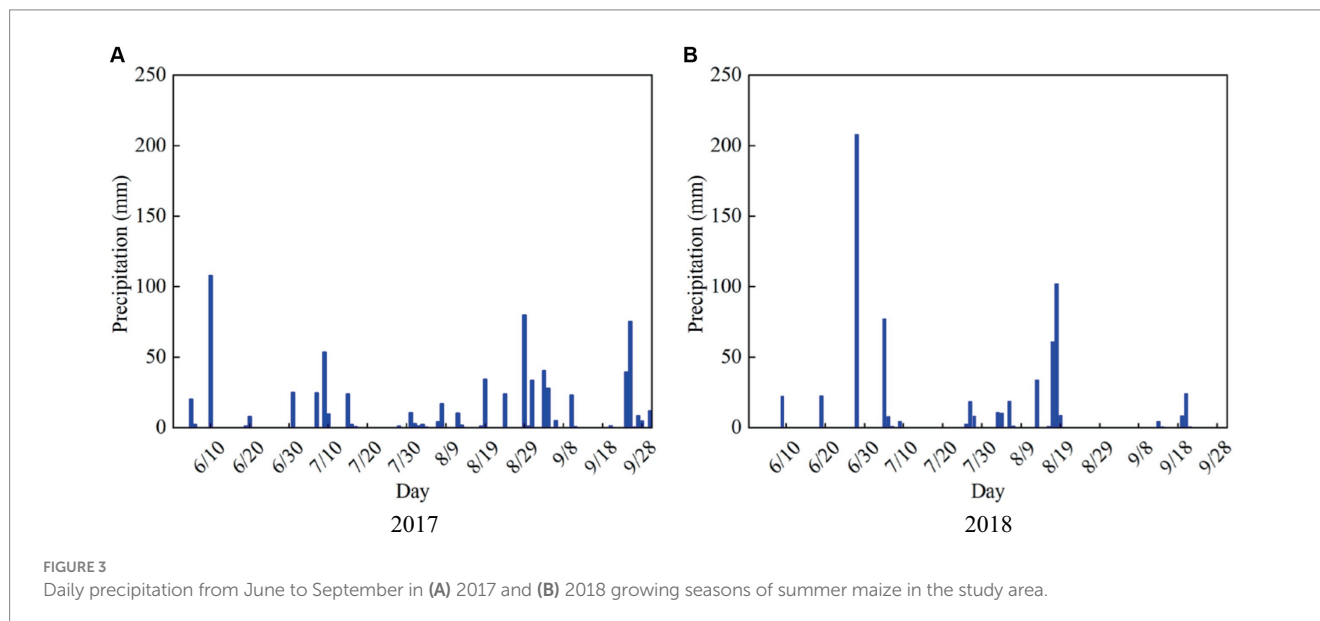 A
250
200
150
100
50
0
Precipitation (mm)
6/10 6/20 6/30 7/10 7/20 7/30 8/9 8/19 8/29 9/8 9/18 9/28
Day
2017
B
250
200
150
100
50
0
Precipitation (mm)
6/10 6/20 6/30 7/10 7/20 7/30 8/9 8/19 8/29 9/8 9/18 9/28
Day
2018
FIGURE 3
Daily precipitation from June to September in (A) 2017 and (B) 2018 growing seasons of summer maize in the study area.